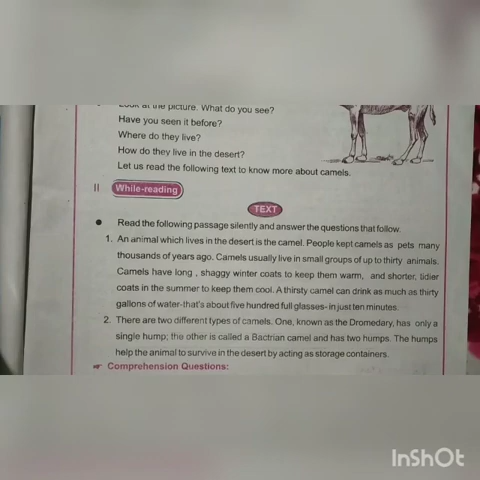 Look at the picture. What do you see?
Have you seen it before?
Where do they live?
How do they live in the desert?
Let us read the following text to know more about camels.
II While-reading
TEXT
● Read the following passage silently and answer the questions that follow.
1. An animal which lives in the desert is the camel. People kept camels as pets many
thousands of years ago. Camels usually live in small groups of up to thirty animals.
Camels have long, shaggy winter coats to keep them warm, and shorter, tidier
coats in the summer to keep them cool. A thirsty camel can drink as much as thirty
gallons of water-that's about five hundred full glasses- in just ten minutes.
2. There are two different types of camels. One, known as the Dromedary, has only a
single hump; the other is called a Bactrian camel and has two humps. The humps
help the animal to survive in the desert by acting as storage containers.
☞ Comprehension Questions:
InShOt